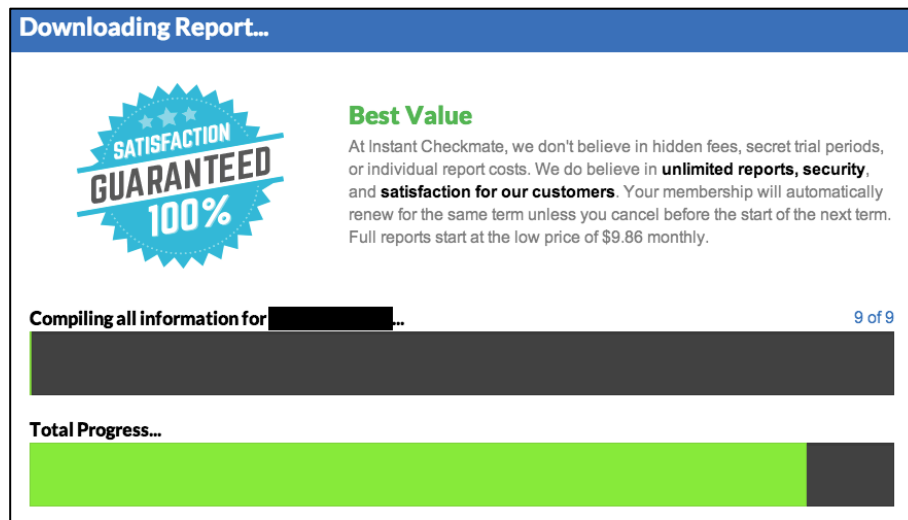 Downloading Report...
SATISFACTION
GUARANTEED
100%
Best Value
At Instant Checkmate, we don't believe in hidden fees, secret trial periods,
or individual report costs. We do believe in unlimited reports, security,
and satisfaction for our customers. Your membership will automatically
renew for the same term unless you cancel before the start of the next term.
Full reports start at the low price of $9.86 monthly.
Compiling all information for ...
9 of 9
Total Progress...